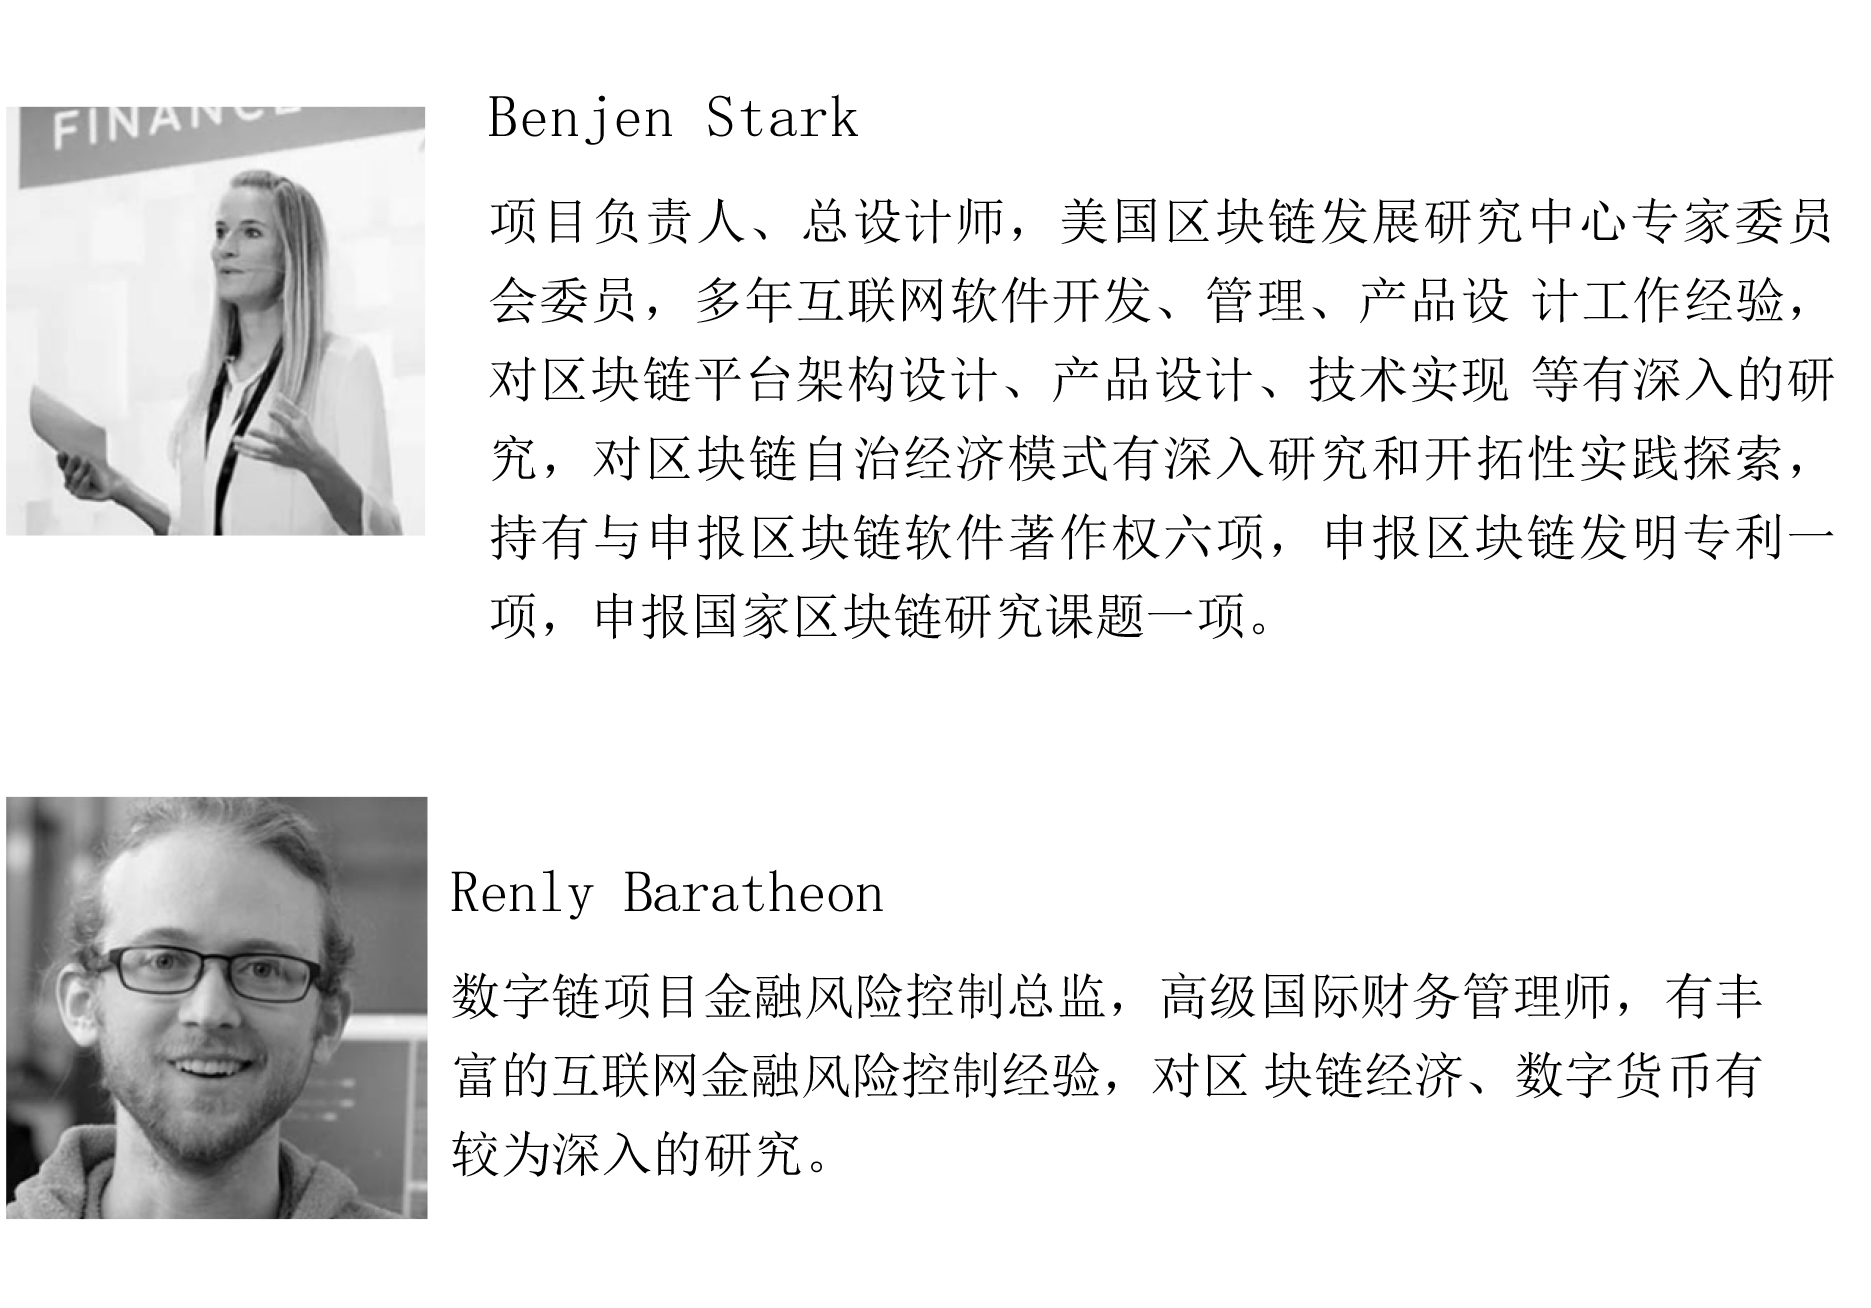 FINANCE
Benjen Stark
项目负责人、总设计师，美国区块链发展研究中心专家委员
会委员，多年互联网软件开发、管理、产品设 计工作经验，
对区块链平台架构设计、产品设计、技术实现 等有深入的研
究，对区块链自治经济模式有深入研究和开拓性实践探索，
持有与申报区块链软件著作权六项，申报区块链发明专利一
项，申报国家区块链研究课题一项。
Renly Baratheon
数字链项目金融风险控制总监，高级国际财务管理师，有丰
富的互联网金融风险控制经验，对区 块链经济、数字货币有
较为深入的研究。